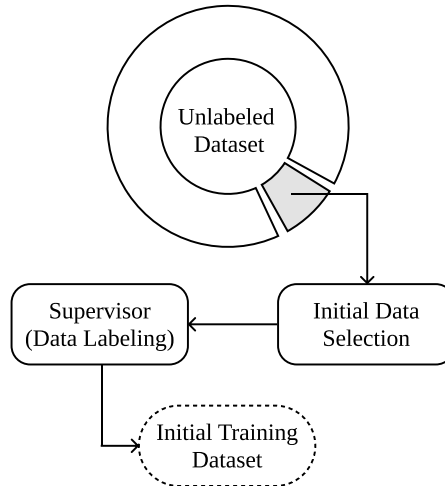 Unlabeled
Dataset
Initial Data
Selection
Supervisor
(Data Labeling)
Initial Training
Dataset